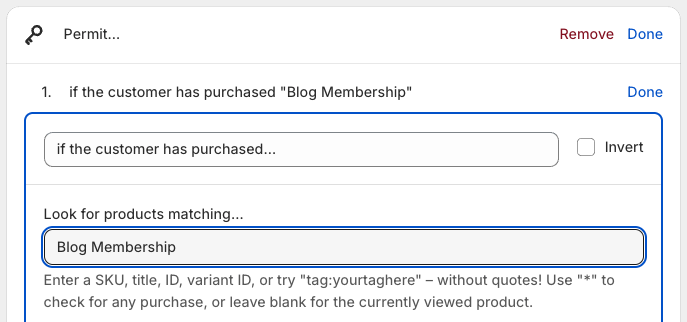 Permit...
Remove Done
1. if the customer has purchased "Blog Membership"
Done
if the customer has purchased...
Invert
Look for products matching...
Blog Membership
Enter a SKU, title, ID, variant ID, or try "tag:yourtaghere" – without quotes! Use "*" to
check for any purchase, or leave blank for the currently viewed product.